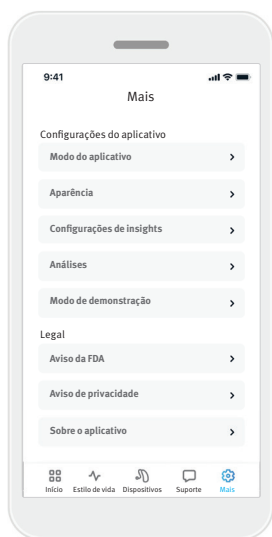 9:41
Mais
Configurações do aplicativo
Modo do aplicativo
Aparência
Configurações de insights
Análises
Modo de demonstração
Legal
Aviso da FDA
Aviso de privacidade
Sobre o aplicativo
Início Estilo de vida Dispositivos Suporte Mais